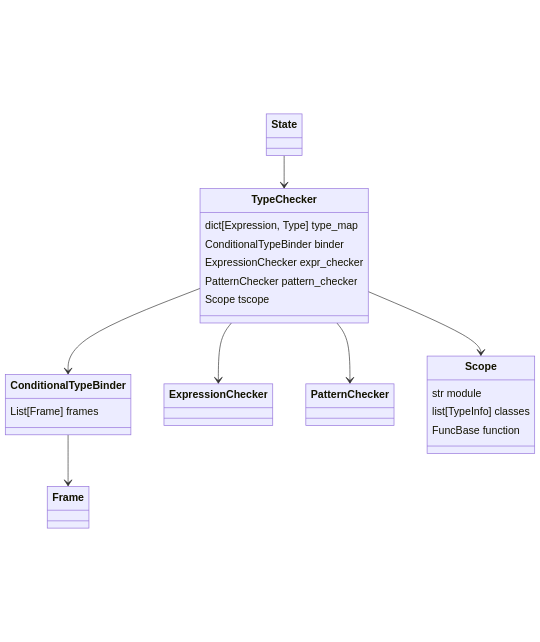 State
TypeChecker
dict[Expression, Type] type_map
ConditionalTypeBinder binder
ExpressionChecker expr_checker
PatternChecker pattern_checker
Scope tscope
ConditionalTypeBinder
List[Frame] frames
ExpressionChecker
PatternChecker
Scope
str module
list[TypeInfo] classes
FuncBase function
Frame